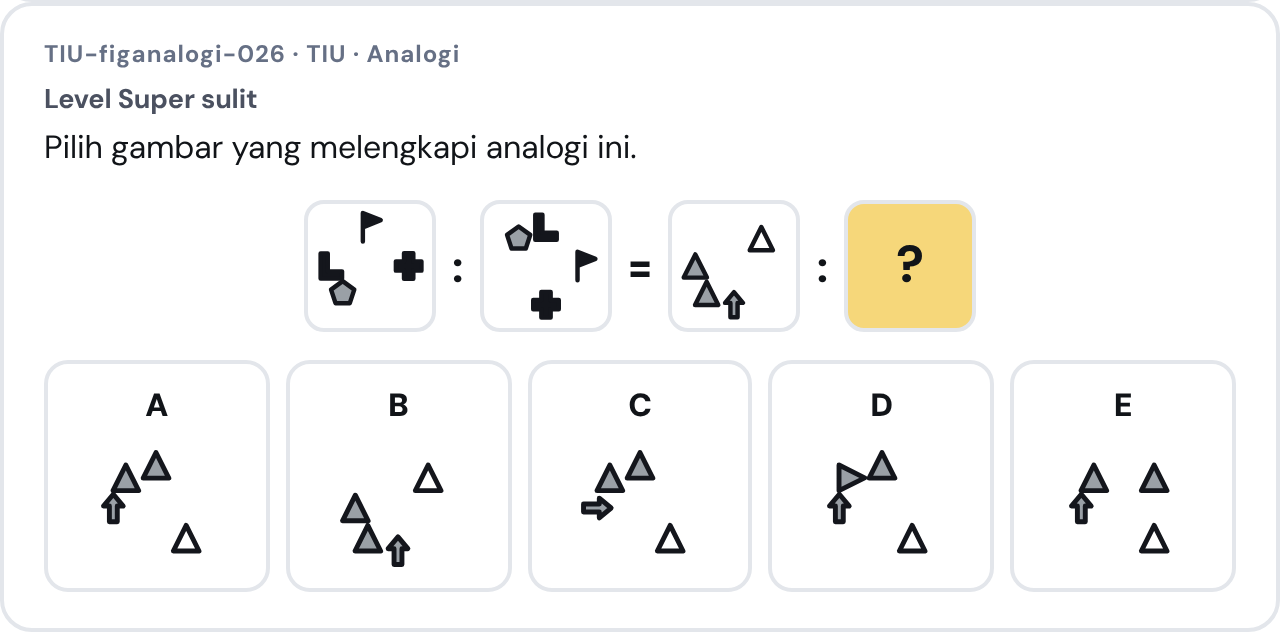 TIU-figanalogi-026 · TIU · Analogi
Level Super sulit
Pilih gambar yang melengkapi analogi ini.
: = : ?
A B C D E